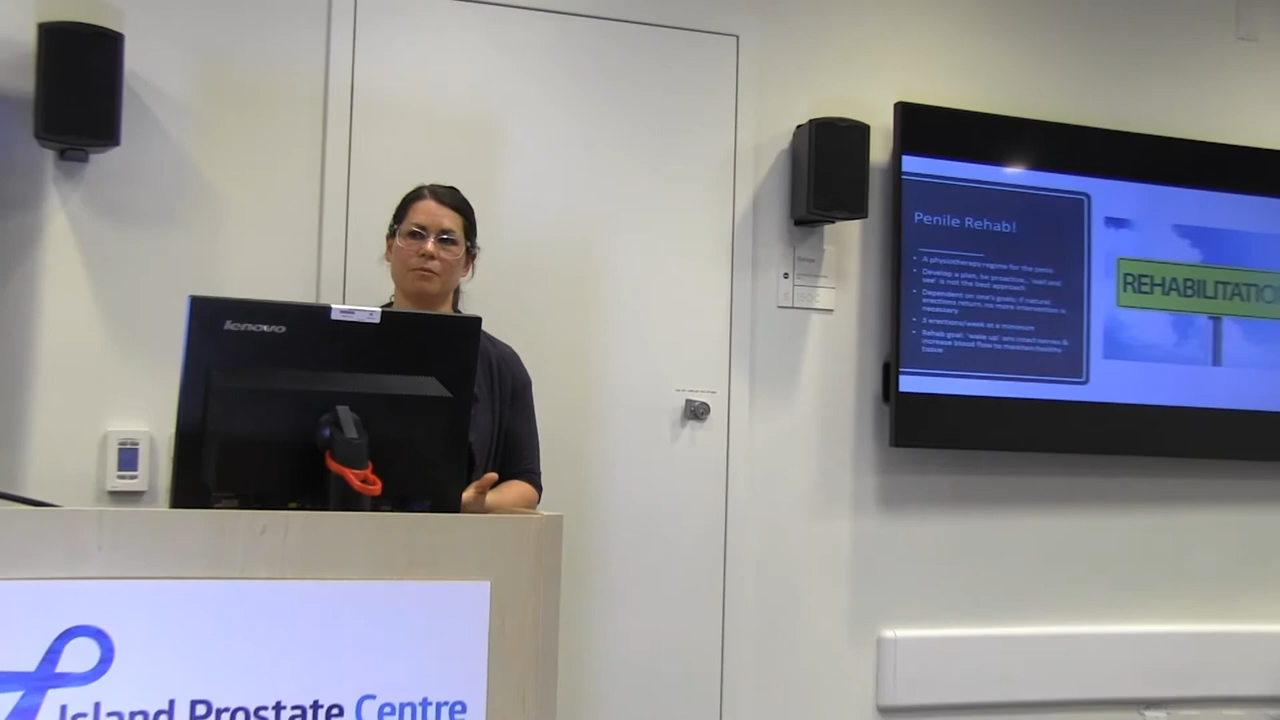 lenovo
Penile Rehab!
• A physiotherapy regime for the penis
• Develop a plan, be proactive... 'wait and
see' is not the best approach
• Dependent on one's goals; if natural
erections return, no more intervention is
necessary
• 3 erections/week at a minimum
• Rehab goal: 'wake up' any intact nerves &
increase blood flow to maintain healthy
tissue
REHABILITATIO
Island Prostate Centre